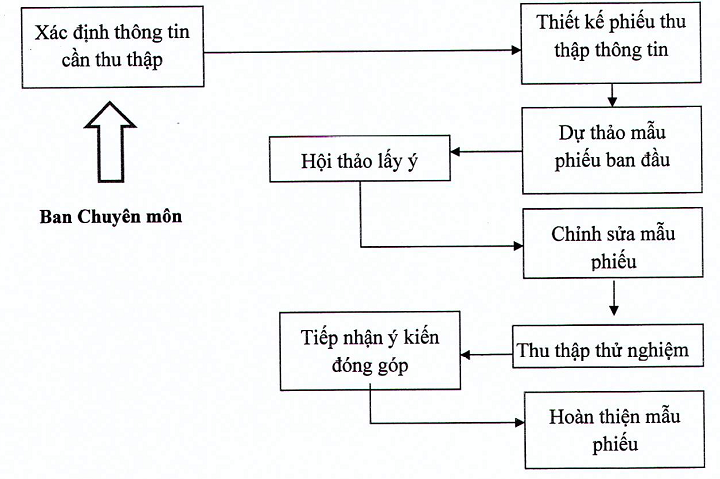 Xác định thông tin
cần thu thập
Thiết kế phiếu thu
thập thông tin
Dự thảo mẫu
phiếu ban đầu
Hội thảo lấy ý
Ban Chuyên môn
Chỉnh sửa mẫu
phiếu
Tiếp nhận ý kiến
đóng góp
Thu thập thử nghiệm
Hoàn thiện mẫu
phiếu